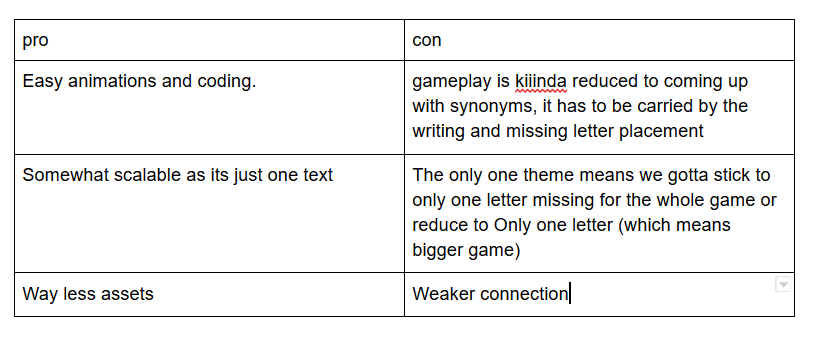 pro
con
Easy animations and coding.
gameplay is kiiinda reduced to coming up
with synonyms, it has to be carried by the
writing and missing letter placement
Somewhat scalable as its just one text
The only one theme means we gotta stick to
only one letter missing for the whole game or
reduce to Only one letter (which means
bigger game)
Way less assets
Weaker connection